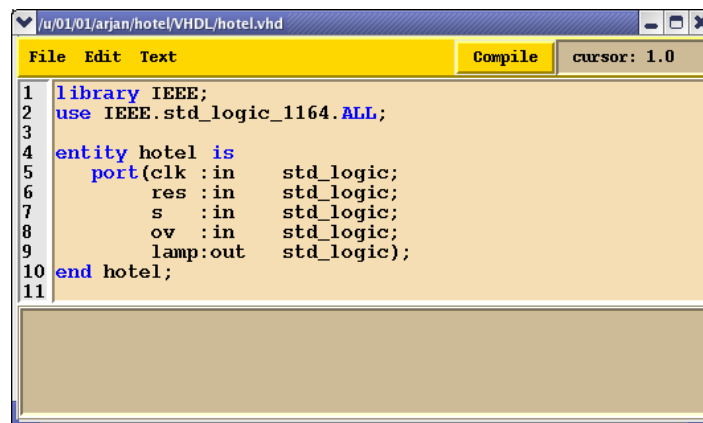 /u/01/01/arjan/hotel/VHDL/hotel.vhd
File Edit Text Compile cursor: 1.0
1 library IEEE;
2 use IEEE.std_logic_1164.ALL;
3
4 entity hotel is
5    port(clk :in    std_logic;
6         res :in    std_logic;
7         s   :in    std_logic;
8         ov  :in    std_logic;
9         lamp:out   std_logic);
10 end hotel;
11